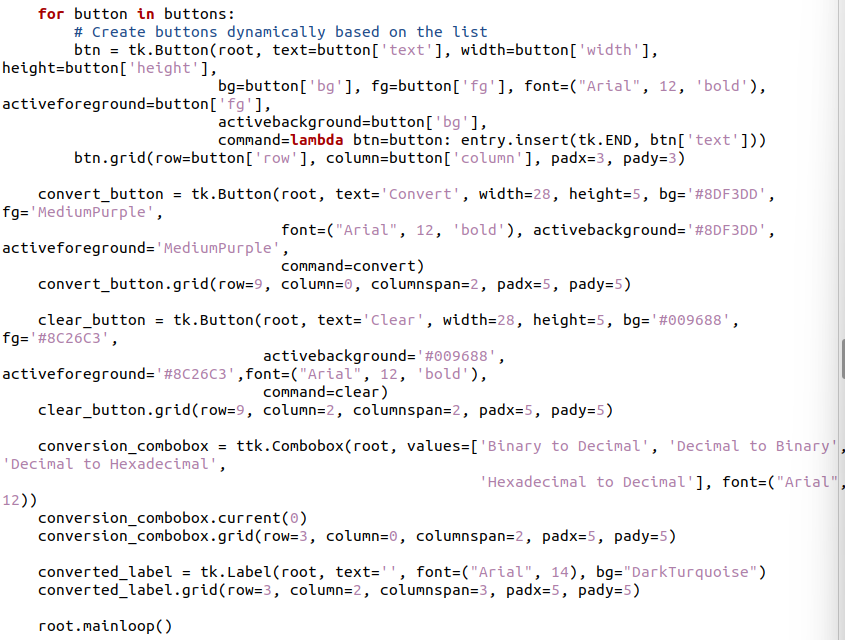 for button in buttons:
        # Create buttons dynamically based on the list
        btn = tk.Button(root, text=button['text'], width=button['width'],
height=button['height'],
                        bg=button['bg'], fg=button['fg'], font=("Arial", 12, 'bold'),
activeforeground=button['fg'],
                        activebackground=button['bg'],
                        command=lambda btn=button: entry.insert(tk.END, btn['text']))
        btn.grid(row=button['row'], column=button['column'], padx=3, pady=3)

    convert_button = tk.Button(root, text='Convert', width=28, height=5, bg='#8DF3DD',
fg='MediumPurple',
                               font=("Arial", 12, 'bold'), activebackground='#8DF3DD',
activeforeground='MediumPurple',
                               command=convert)
    convert_button.grid(row=9, column=0, columnspan=2, padx=5, pady=5)

    clear_button = tk.Button(root, text='Clear', width=28, height=5, bg='#009688',
fg='#8C26C3',
                             activebackground='#009688',
activeforeground='#8C26C3',font=("Arial", 12, 'bold'),
                             command=clear)
    clear_button.grid(row=9, column=2, columnspan=2, padx=5, pady=5)

    conversion_combobox = ttk.Combobox(root, values=['Binary to Decimal', 'Decimal to Binary',
'Decimal to Hexadecimal',
                                                     'Hexadecimal to Decimal'], font=("Arial",
12))
    conversion_combobox.current(0)
    conversion_combobox.grid(row=3, column=0, columnspan=2, padx=5, pady=5)

    converted_label = tk.Label(root, text='', font=("Arial", 14), bg="DarkTurquoise")
    converted_label.grid(row=3, column=2, columnspan=3, padx=5, pady=5)

    root.mainloop()